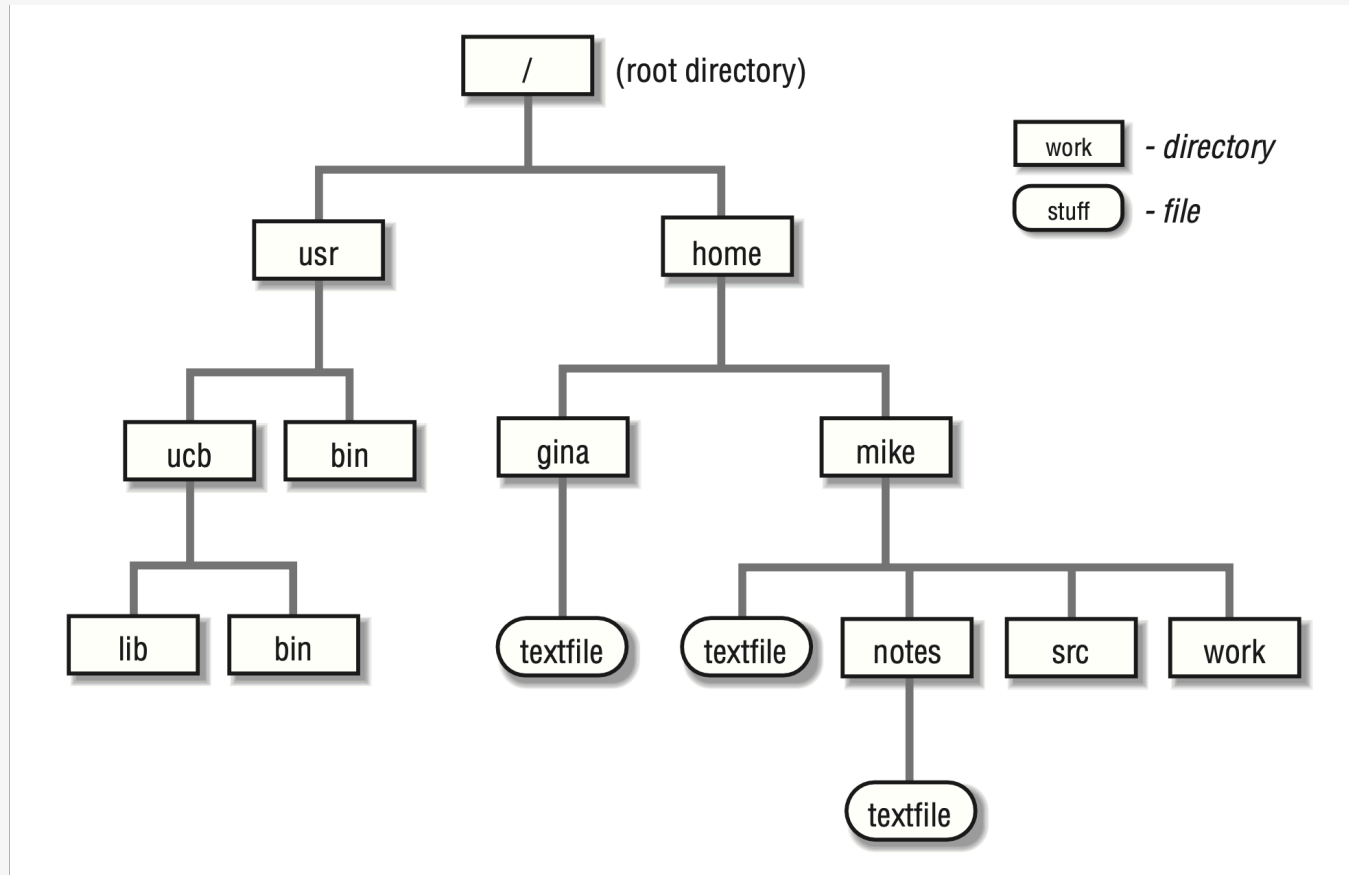 / (root directory)
work - directory
stuff - file
usr
home
ucb
bin
gina
mike
lib
bin
textfile
textfile
notes
src
work
textfile